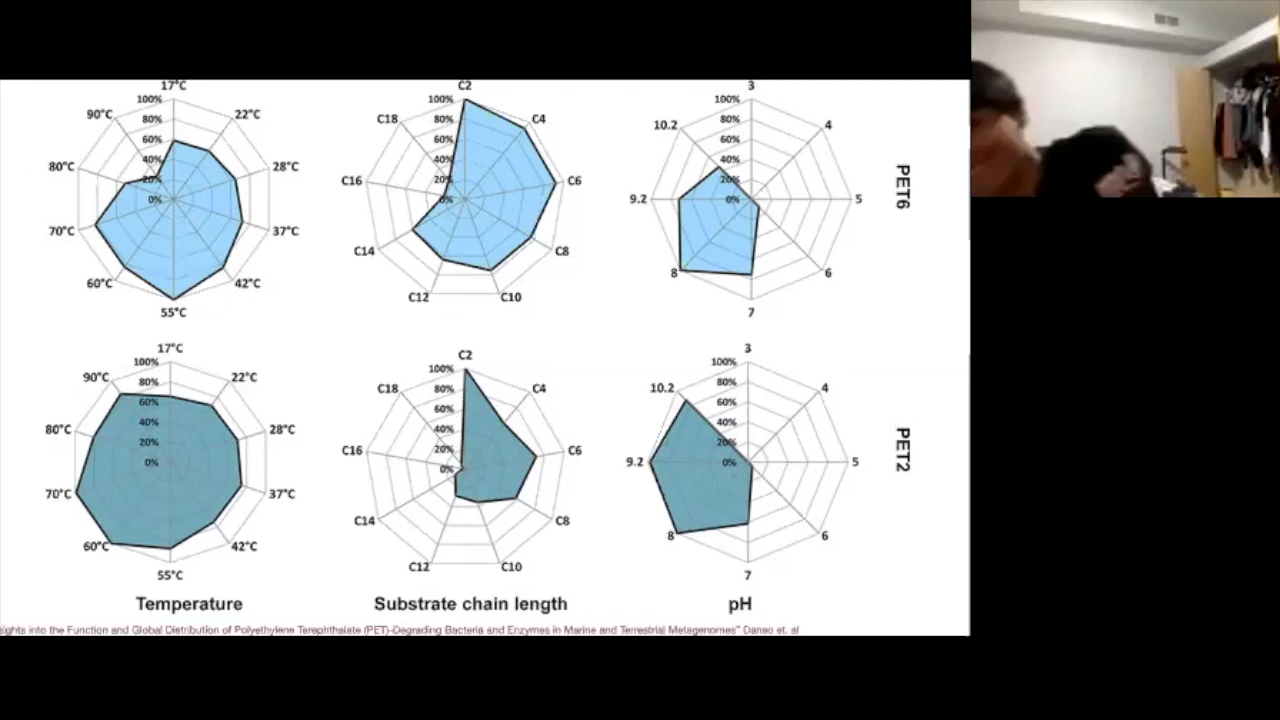 17°C
100%
90°C
22°C
80%
60%
80°C
40%
28°C
20%
0%
70°C
37°C
60°C
42°C
55°C
C2
100%
C18
C4
80%
60%
40%
C16
20%
C6
0%
C14
C8
C12
C10
3
100%
10.2
4
80%
60%
40%
20%
9.2
0%
5
8
6
7
PET6
17°C
100%
90°C
22°C
80%
60%
80°C
40%
28°C
20%
0%
70°C
37°C
60°C
42°C
55°C
C2
100%
C18
C4
80%
60%
40%
C16
20%
C6
0%
C14
C8
C12
C10
3
100%
10.2
4
80%
60%
40%
20%
9.2
0%
5
8
6
7
PET2
Temperature
Substrate chain length
pH
sights into the Function and Global Distribution of Polyethylene Terephthalate (PET)-Degrading Bacteria and Enzymes in Marine and Terrestrial Metagenomes" Danso et. al